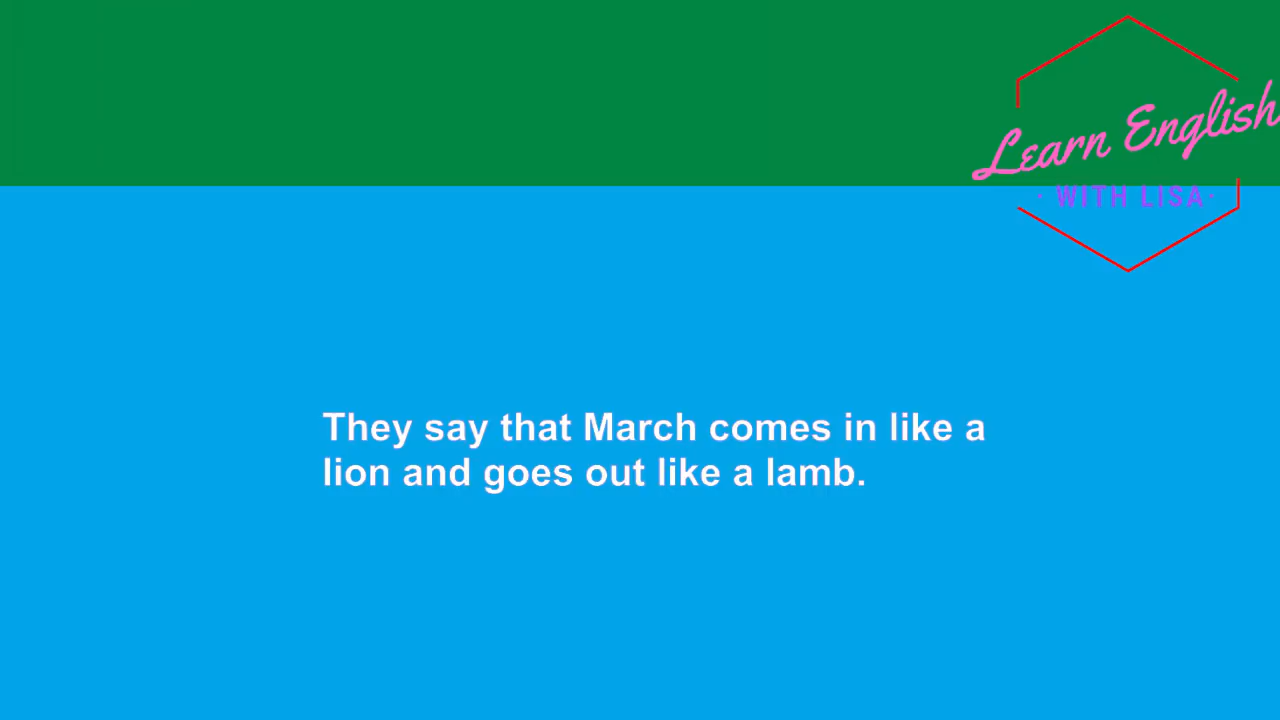 Learn English
· WITH LISA·
They say that March comes in like a
lion and goes out like a lamb.